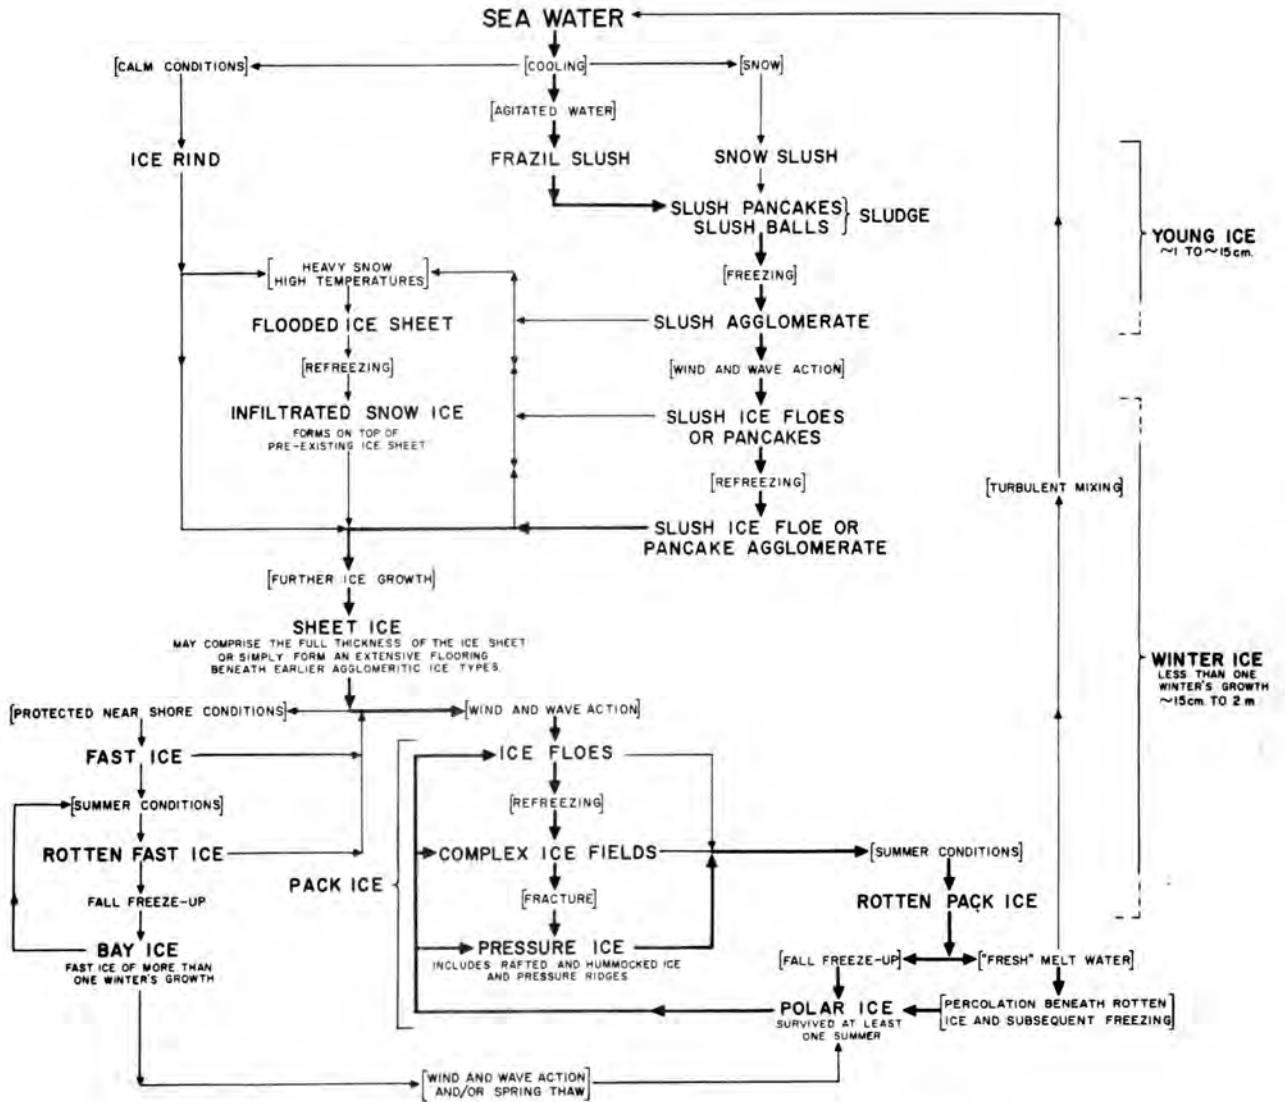 SEA WATER
[CALM CONDITIONS]
[COOLING]
[SNOW]
[AGITATED WATER]
ICE RIND
FRAZIL SLUSH
SNOW SLUSH
SLUSH PANCAKES
SLUSH BALLS
SLUDGE
YOUNG ICE
~1 TO ~15cm.
[HEAVY SNOW
HIGH TEMPERATURES]
[FREEZING]
FLOODED ICE SHEET
SLUSH AGGLOMERATE
[REFREEZING]
[WIND AND WAVE ACTION]
INFILTRATED SNOW ICE
FORMS ON TOP OF
PRE-EXISTING ICE SHEET
SLUSH ICE FLOES
OR PANCAKES
[REFREEZING]
[TURBULENT MIXING]
SLUSH ICE FLOE OR
PANCAKE AGGLOMERATE
[FURTHER ICE GROWTH]
SHEET ICE
MAY COMPRISE THE FULL THICKNESS OF THE ICE SHEET
OR SIMPLY FORM AN EXTENSIVE FLOORING
BENEATH EARLIER AGGLOMERITIC ICE TYPES.
WINTER ICE
LESS THAN ONE
WINTER'S GROWTH
~15cm. TO 2 m
[PROTECTED NEAR SHORE CONDITIONS]
[WIND AND WAVE ACTION]
FAST ICE
ICE FLOES
[SUMMER CONDITIONS]
[REFREEZING]
ROTTEN FAST ICE
COMPLEX ICE FIELDS
[SUMMER CONDITIONS]
PACK ICE
FALL FREEZE-UP
[FRACTURE]
ROTTEN PACK ICE
BAY ICE
FAST ICE OF MORE THAN
ONE WINTER'S GROWTH
PRESSURE ICE
INCLUDES RAFTED AND HUMMOCKED ICE
AND PRESSURE RIDGES
[FALL FREEZE-UP]
["FRESH" MELT WATER]
POLAR ICE
SURVIVED AT LEAST
ONE SUMMER
[PERCOLATION BENEATH ROTTEN
ICE AND SUBSEQUENT FREEZING]
[WIND AND WAVE ACTION
AND/OR SPRING THAW]